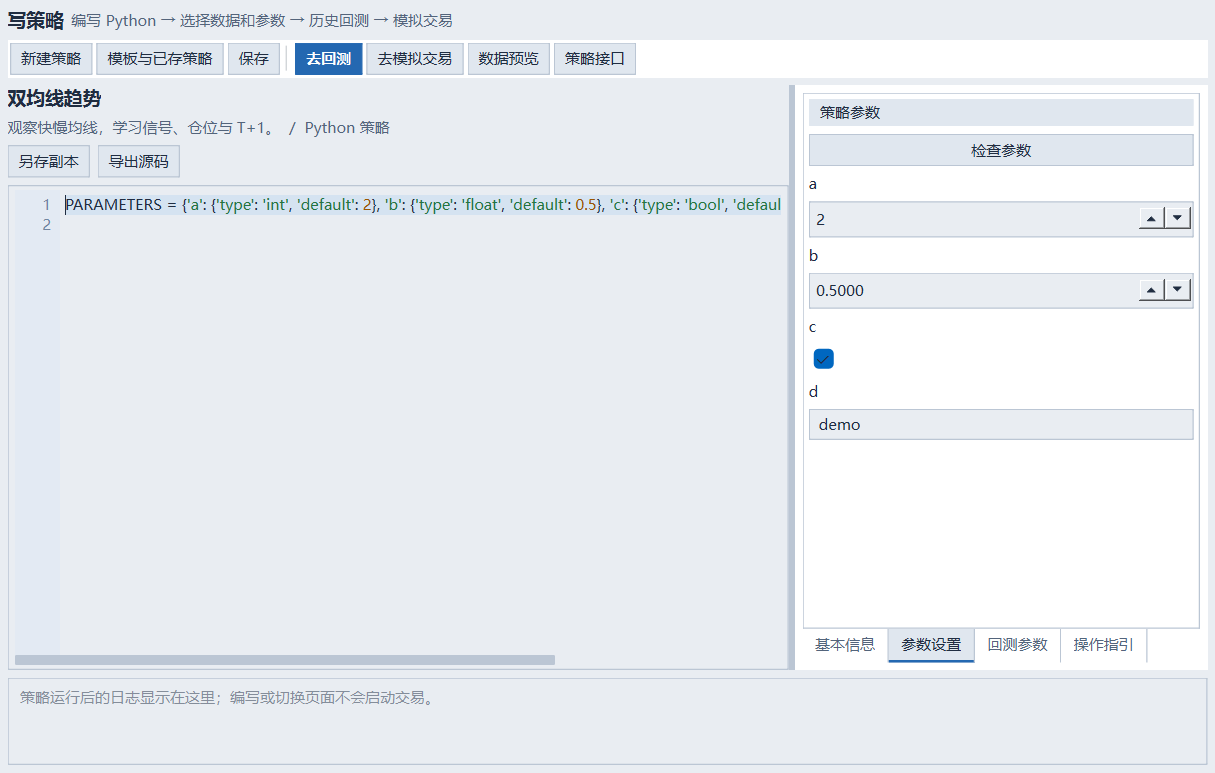 写策略 编写 Python → 选择数据和参数 → 历史回测 → 模拟交易
新建策略 模板与已存策略 保存 去回测 去模拟交易 数据预览 策略接口
双均线趋势
观察快慢均线，学习信号、仓位与 T+1。 / Python 策略
另存副本 导出源码
1 PARAMETERS = {'a': {'type': 'int', 'default': 2}, 'b': {'type': 'float', 'default': 0.5}, 'c': {'type': 'bool', 'defaul
2
策略参数
检查参数
a
2
b
0.5000
c
d
demo
基本信息 参数设置 回测参数 操作指引
策略运行后的日志显示在这里；编写或切换页面不会启动交易。